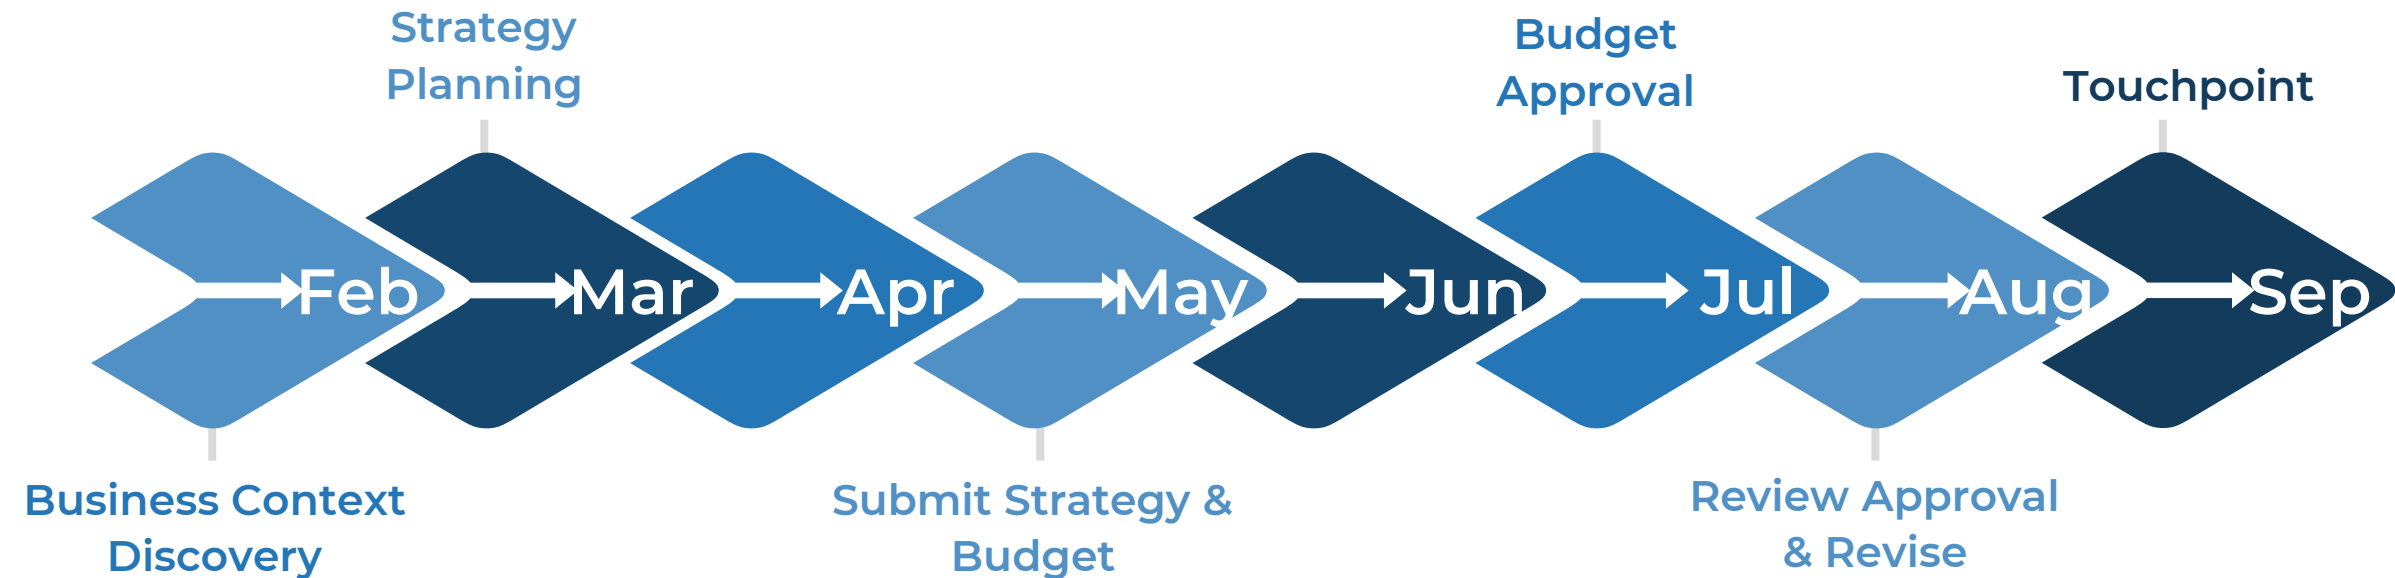 Strategy
Planning
Budget
Approval
Touchpoint
Feb
Mar
Apr
May
Jun
Jul
Aug
Sep
Business Context
Discovery
Submit Strategy &
Budget
Review Approval
& Revise